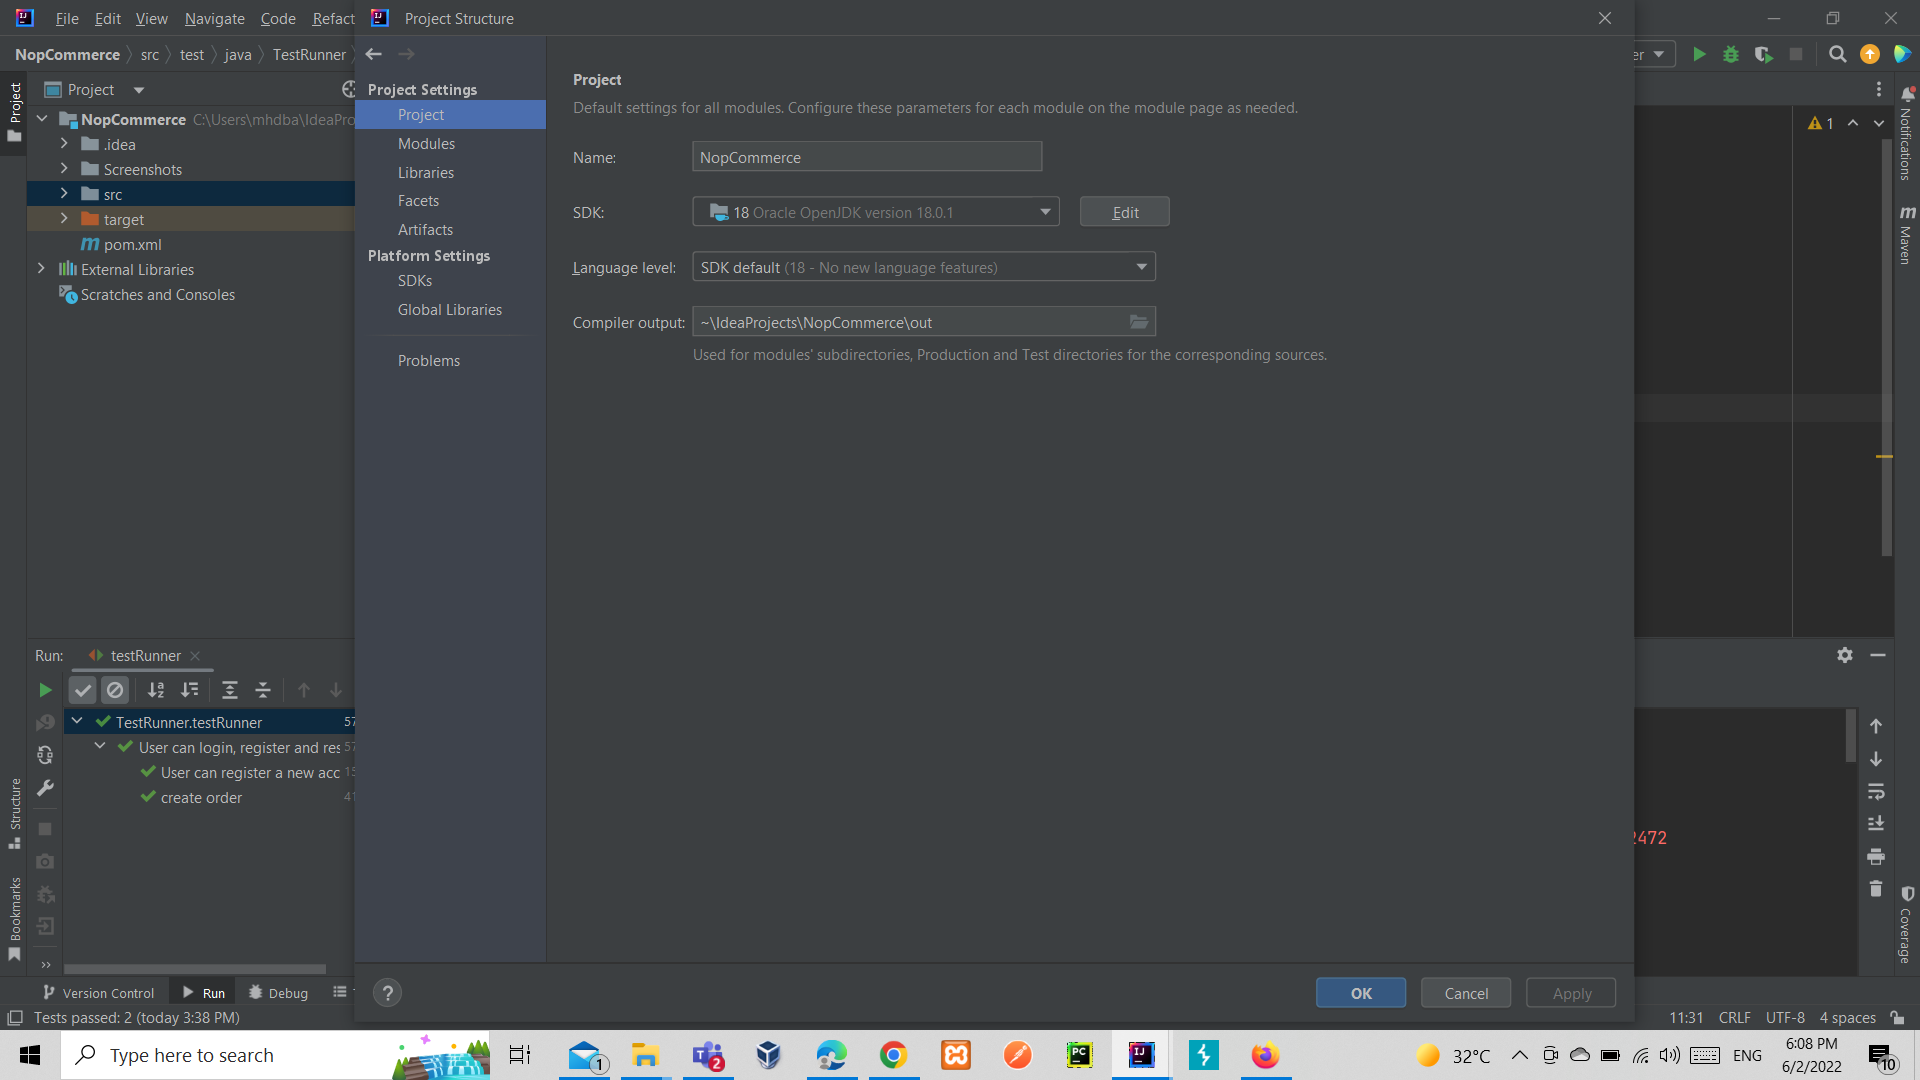 File Edit View Navigate Code Refact
Project Structure
NopCommerce src test java TestRunner
er
Project
Project
NopCommerce C:\Users\mhdba\IdeaPro
.idea
Screenshots
src
target
pom.xml
External Libraries
Scratches and Consoles
Project Settings
Project
Modules
Libraries
Facets
Artifacts
Platform Settings
SDKs
Global Libraries
Problems
Project
Default settings for all modules. Configure these parameters for each module on the module page as needed.
Name: NopCommerce
SDK: 18 Oracle OpenJDK version 18.0.1 Edit
Language level: SDK default (18 - No new language features)
Compiler output: ~\IdeaProjects\NopCommerce\out
Used for modules' subdirectories, Production and Test directories for the corresponding sources.
1
Notifications
m
Maven
Run: testRunner
TestRunner.testRunner 57
User can login, register and res 57
User can register a new acc 15
create order 41
2472
Structure
Bookmarks
Coverage
Version Control Run Debug
? OK Cancel Apply
Tests passed: 2 (today 3:38 PM)
11:31 CRLF UTF-8 4 spaces
Type here to search
1
2
PC
IJ
32°C ENG
6:08 PM
6/2/2022
10